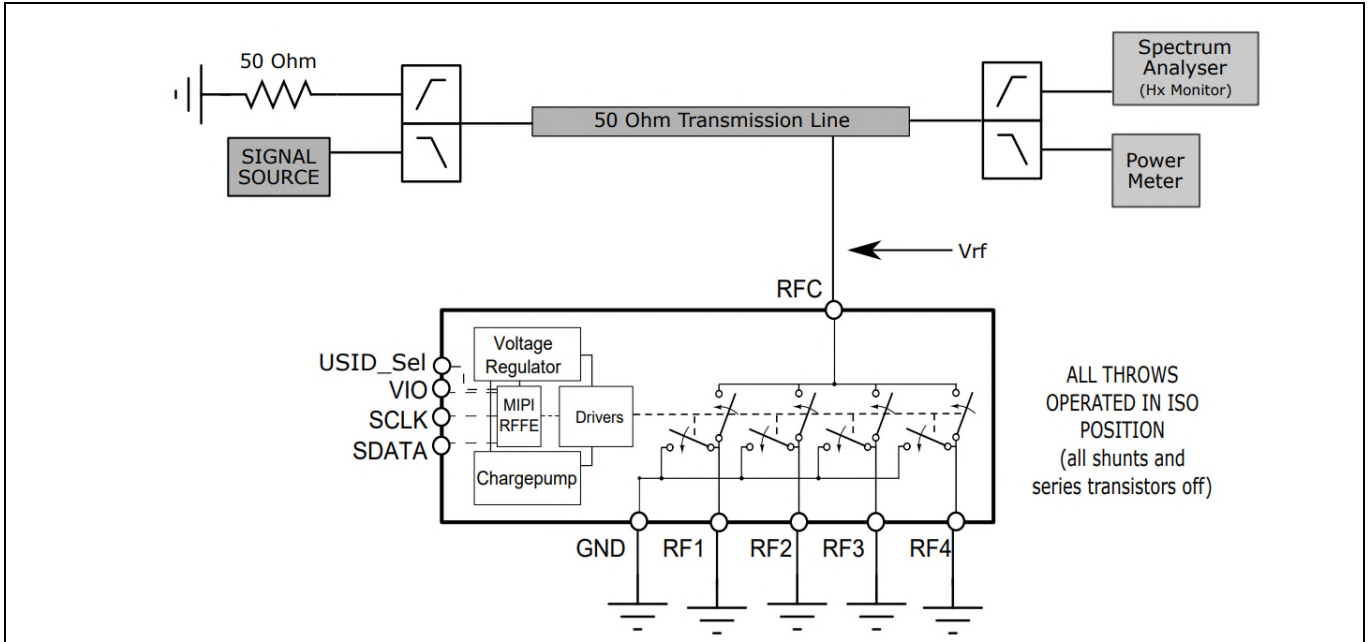 50 Ohm
SIGNAL
SOURCE
50 Ohm Transmission Line
Spectrum
Analyser
(Hx Monitor)
Power
Meter
Vrf
RFC
USID_Sel
VIO
SCLK
SDATA
Voltage
Regulator
MIPI
RFFE
Drivers
Chargepump
ALL THROWS
OPERATED IN ISO
POSITION
(all shunts and
series transistors off)
GND
RF1
RF2
RF3
RF4